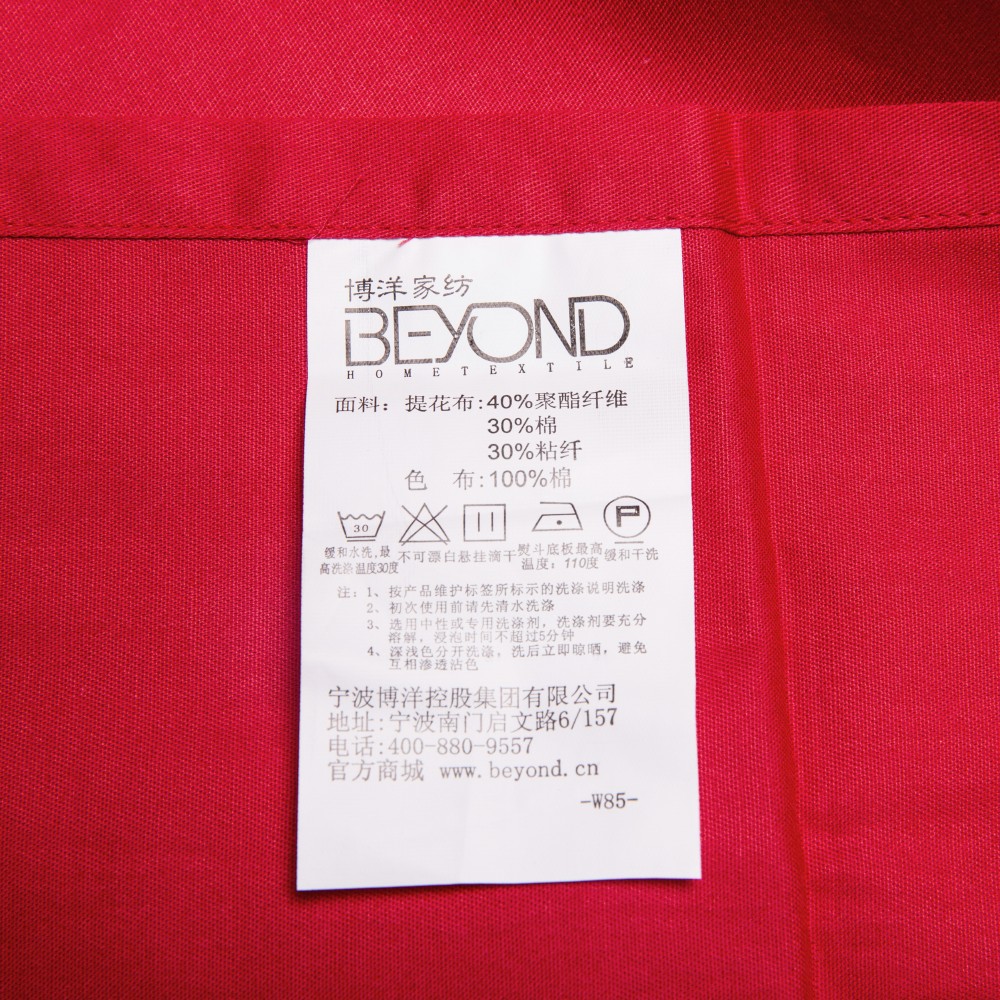 博洋家纺
BEYOND
HOMETEXTILE
面料：提花布:40%聚酯纤维
30%棉
30%粘纤
色 布:100%棉
30
P
缓和水洗,最高洗涤温度30度
不可漂白
悬挂滴干
熨斗底板最高温度：110度
缓和干洗
注：1、按产品维护标签所标示的洗涤说明洗涤
2、初次使用前请先清水洗涤
3、选用中性或专用洗涤剂，洗涤剂要充分
溶解，浸泡时间不超过5分钟
4、深浅色分开洗涤，洗后立即晾晒，避免
互相渗透沾色
宁波博洋控股集团有限公司
地址:宁波南门启文路6/157
电话:400-880-9557
官方商城 www.beyond.cn
-W85-